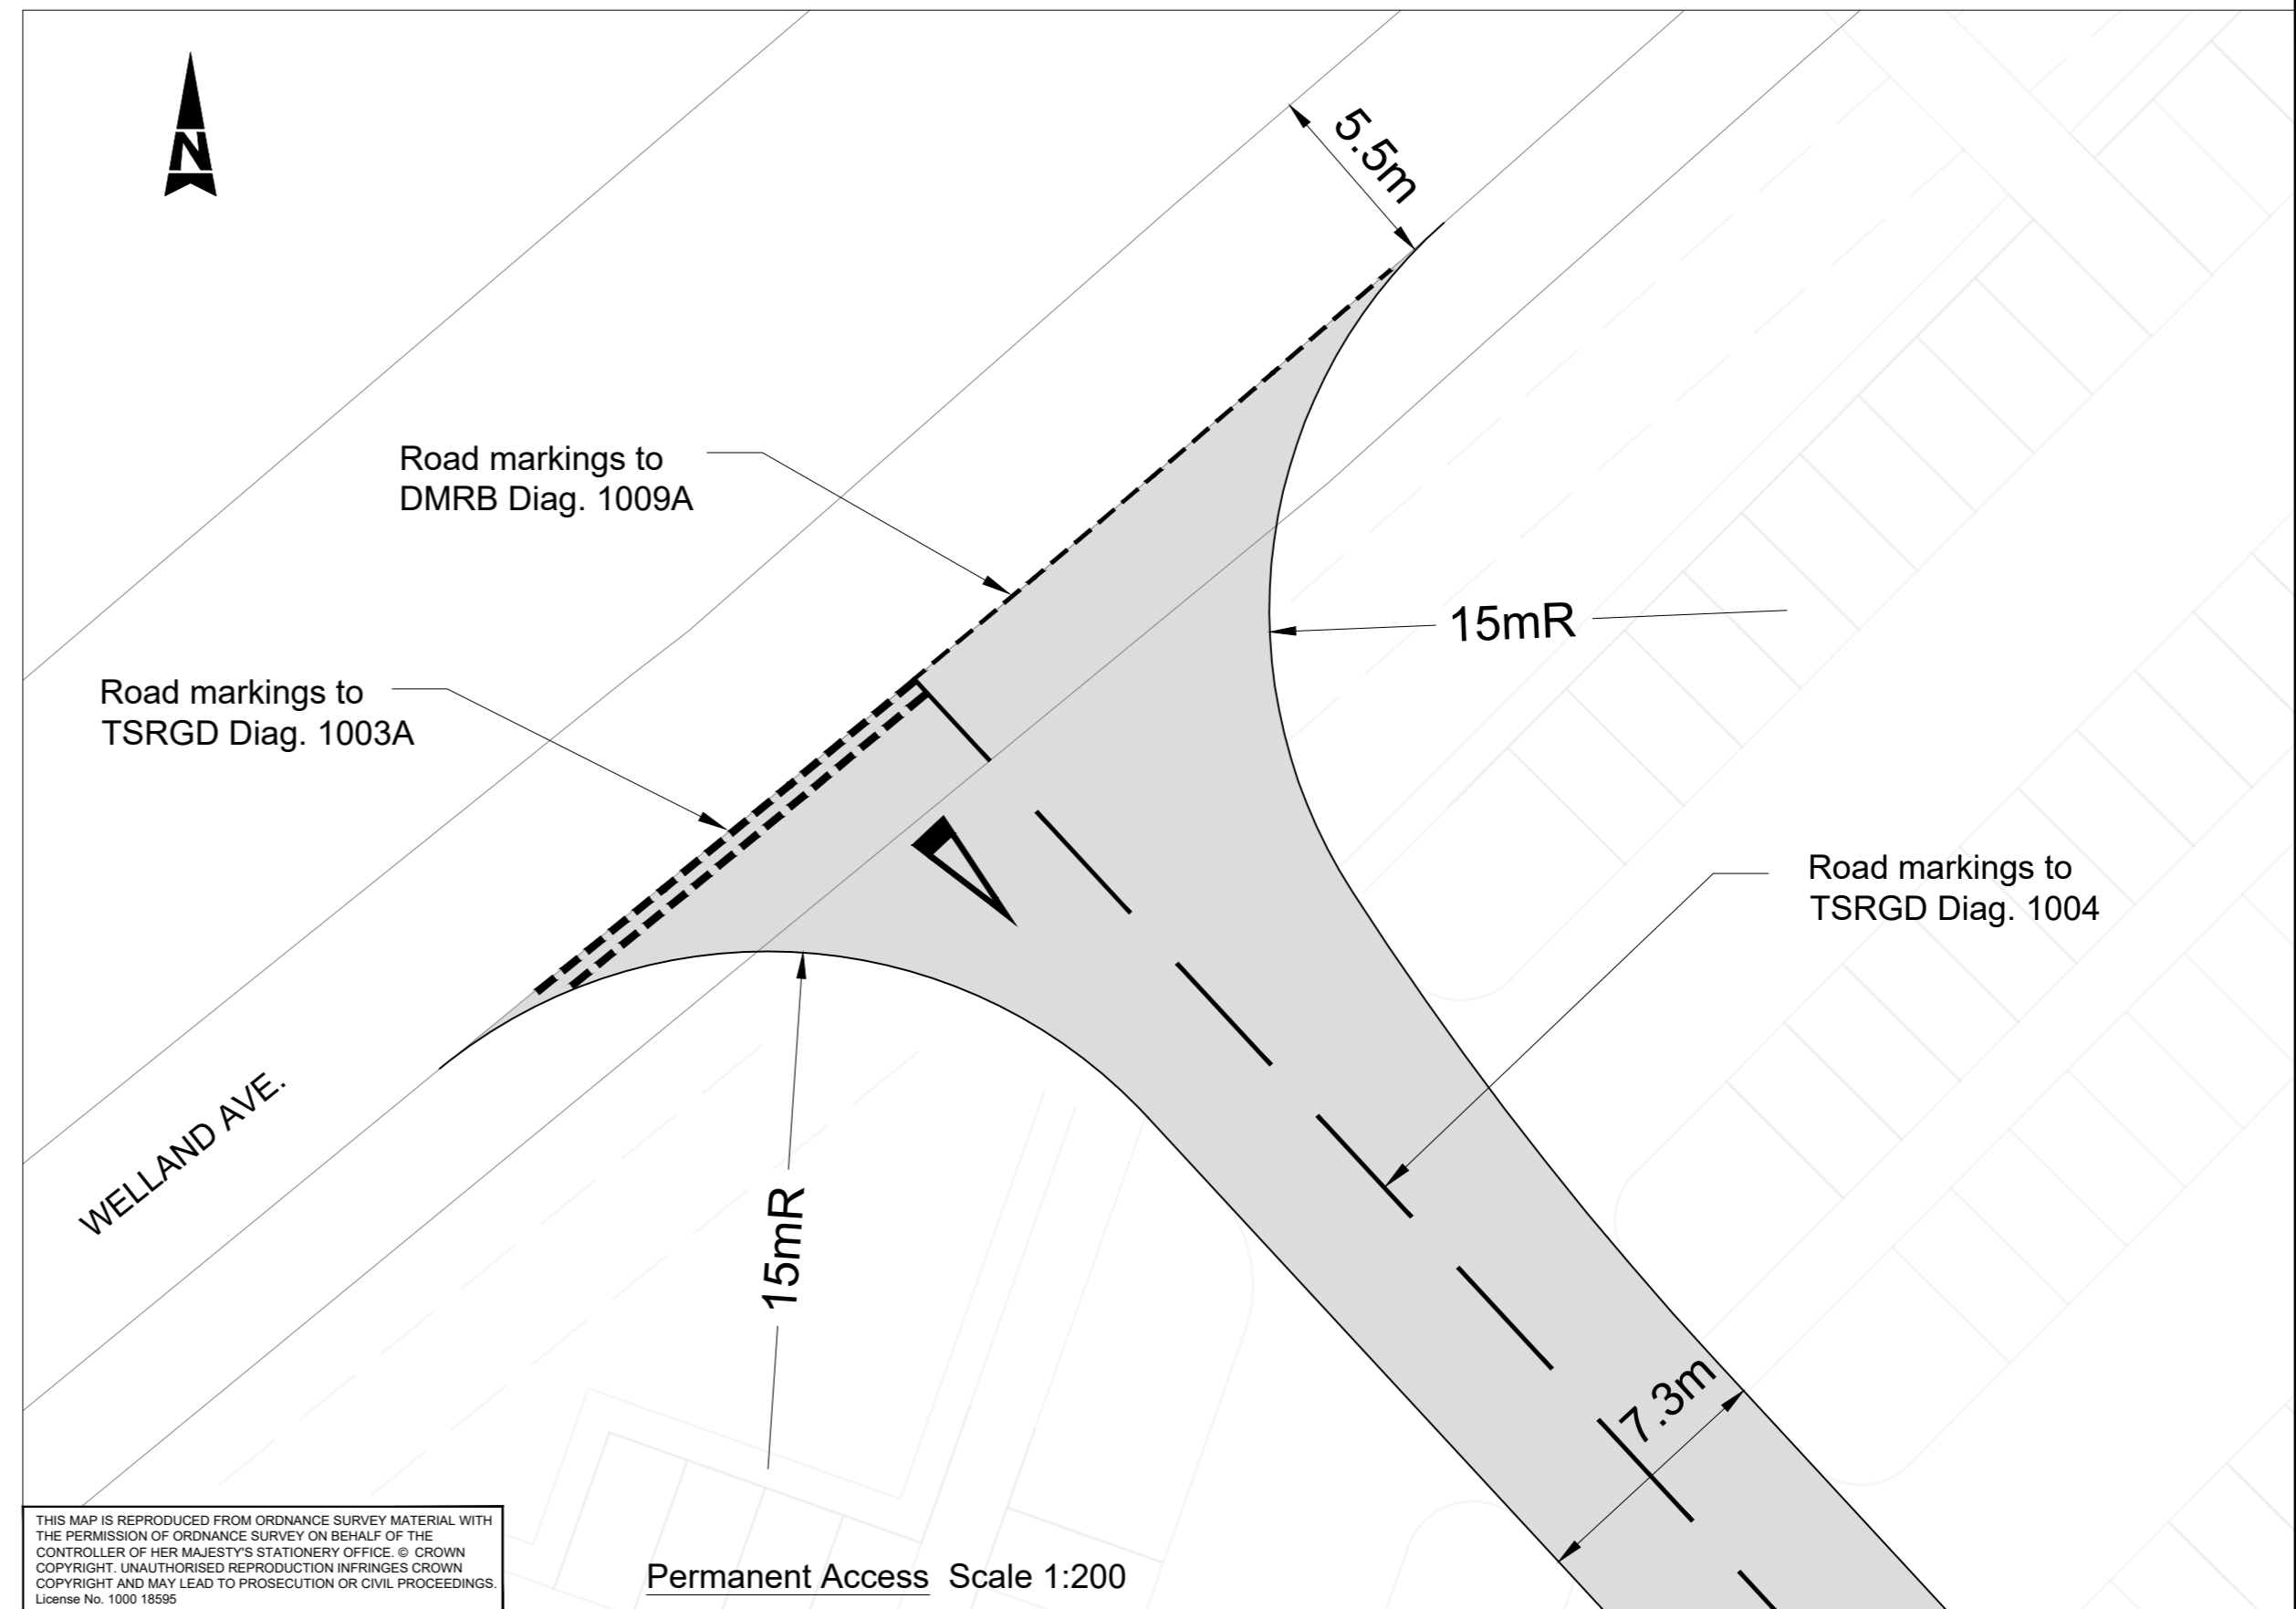 N
5.5m
Road markings to
DMRB Diag. 1009A
15mR
Road markings to
TSRGD Diag. 1003A
Road markings to
TSRGD Diag. 1004
WELLAND AVE.
15mR
7.3m
THIS MAP IS REPRODUCED FROM ORDNANCE SURVEY MATERIAL WITH
THE PERMISSION OF ORDNANCE SURVEY ON BEHALF OF THE
CONTROLLER OF HER MAJESTY'S STATIONERY OFFICE. © CROWN
COPYRIGHT. UNAUTHORISED REPRODUCTION INFRINGES CROWN
COPYRIGHT AND MAY LEAD TO PROSECUTION OR CIVIL PROCEEDINGS.
License No. 1000 18595
Permanent Access Scale 1:200